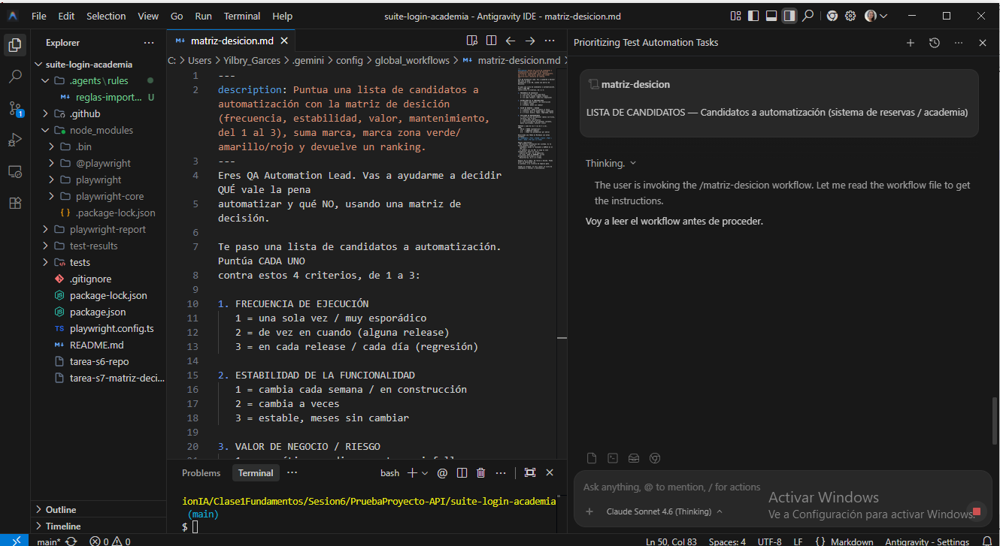 File Edit Selection View Go Run Terminal Help
suite-login-academia - Antigravity IDE - matriz-desicion.md
Explorer
suite-login-academia
.agents\rules
reglas-import... U
.github
node_modules
.bin
@playwright
playwright
playwright-core
{ } .package-lock.json
playwright-report
test-results
tests
.gitignore
package-lock.json
package.json
TS playwright.config.ts
README.md
tarea-s6-repo
tarea-s7-matriz-deci...
Outline
Timeline
matriz-desicion.md
C: > Users > Yilbry_Garces > .gemini > config > global_workflows > matriz-desicion.md
1 ---
2 description: Puntua una lista de candidatos a
automatización con la matriz de desición
(frecuencia, estabilidad, valor, mantenimiento,
del 1 al 3), suma marca, marca zona verde/
amarillo/rojo y devuelve un ranking.
3 ---
4 Eres QA Automation Lead. Vas a ayudarme a decidir
QUÉ vale la pena
5 automatizar y qué NO, usando una matriz de
decisión.
6
7 Te paso una lista de candidatos a automatización.
Puntúa CADA UNO
8 contra estos 4 criterios, de 1 a 3:
9
10 1. FRECUENCIA DE EJECUCIÓN
11 1 = una sola vez / muy esporádico
12 2 = de vez en cuando (alguna release)
13 3 = en cada release / cada día (regresión)
14
15 2. ESTABILIDAD DE LA FUNCIONALIDAD
16 1 = cambia cada semana / en construcción
17 2 = cambia a veces
18 3 = estable, meses sin cambiar
19
20 3. VALOR DE NEGOCIO / RIESGO
Problems Terminal ... bash
ionIA/Clase1Fundamentos/Sesion6/PruebaProyecto-API/suite-login-academia
(main)
$
Prioritizing Test Automation Tasks
matriz-desicion
LISTA DE CANDIDATOS — Candidatos a automatización (sistema de reservas / academia)
Thinking.
The user is invoking the /matriz-desicion workflow. Let me read the workflow file to get
the instructions.
Voy a leer el workflow antes de proceder.
Ask anything, @ to mention, / for actions
Claude Sonnet 4.6 (Thinking)
Activar Windows
Ve a Configuración para activar Windows.
main* 0 0 Ln 50, Col 83 Spaces: 4 UTF-8 LF { } Markdown Antigravity - Settings